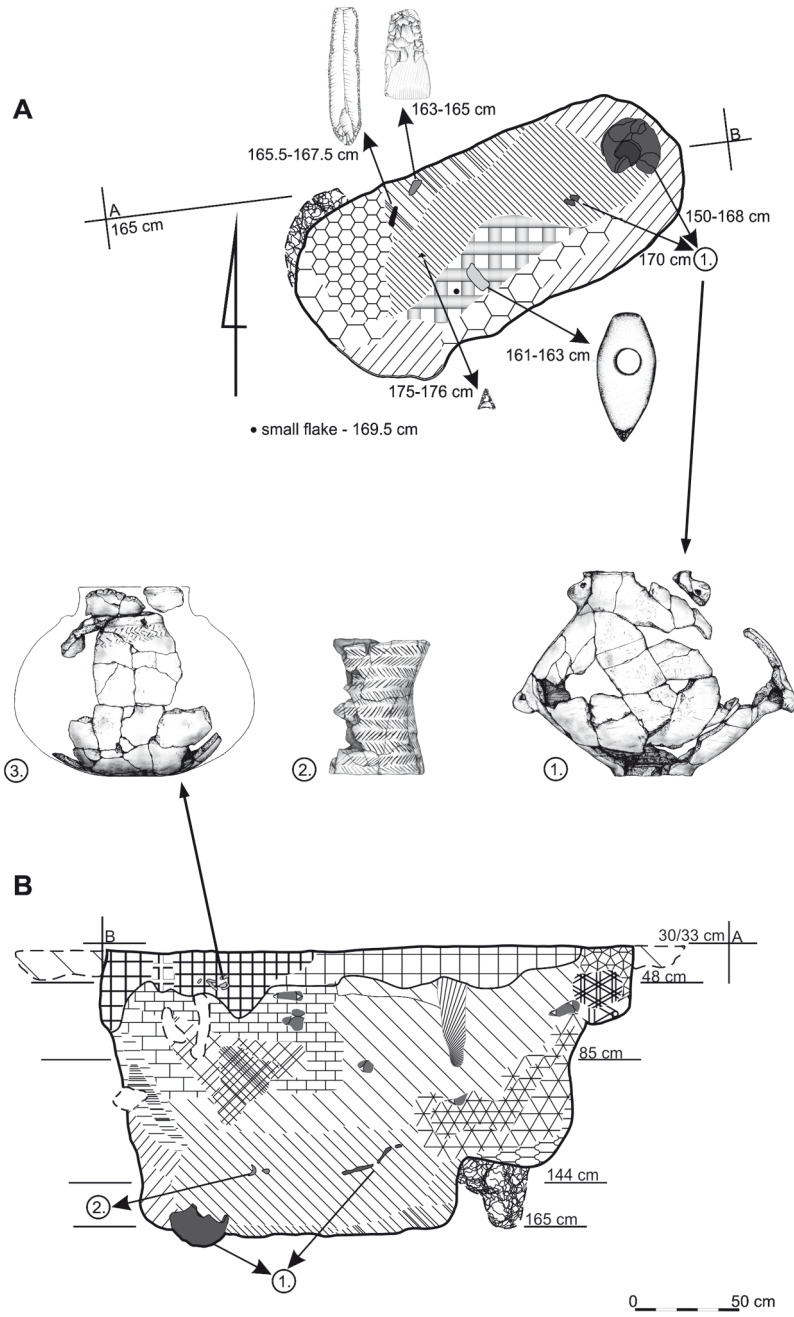 A
163-165 cm
165.5-167.5 cm
B
A
165 cm
150-168 cm
170 cm
1.
161-163 cm
175-176 cm
small flake - 169.5 cm
3.
2.
1.
B
B
30/33 cm
A
48 cm
85 cm
144 cm
2.
165 cm
1.
0
50 cm